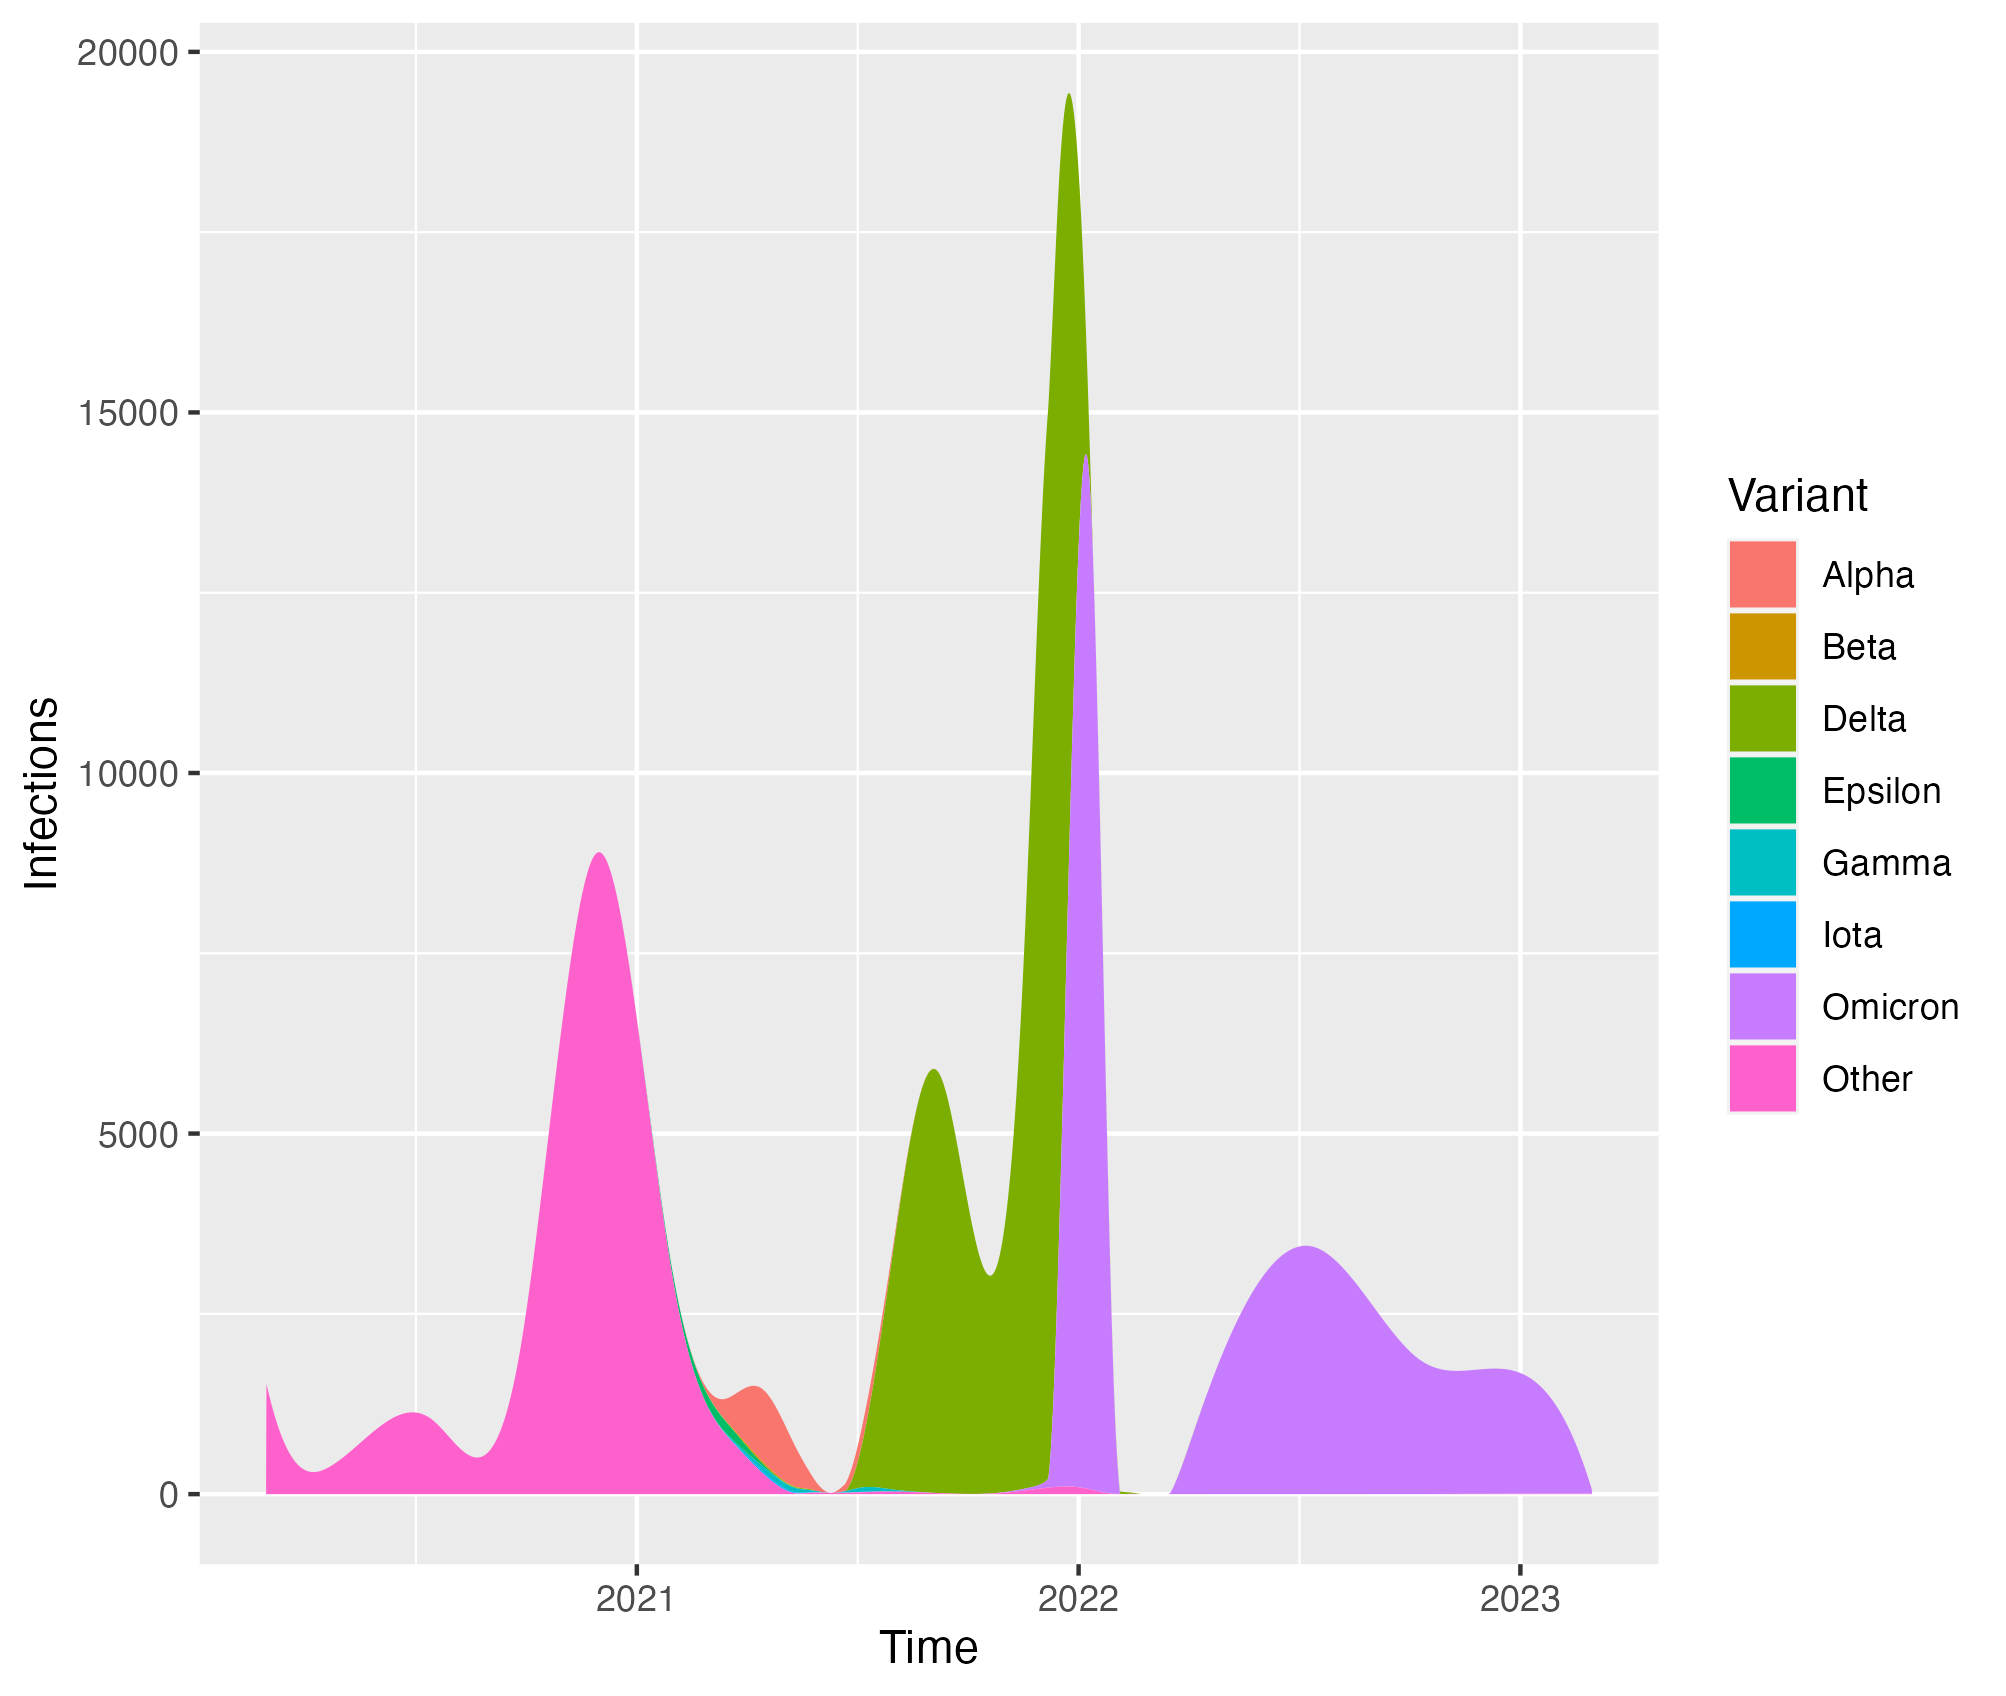 20000
15000
10000
5000
0
Infections
2021
2022
2023
Time
Variant
Alpha
Beta
Delta
Epsilon
Gamma
Iota
Omicron
Other